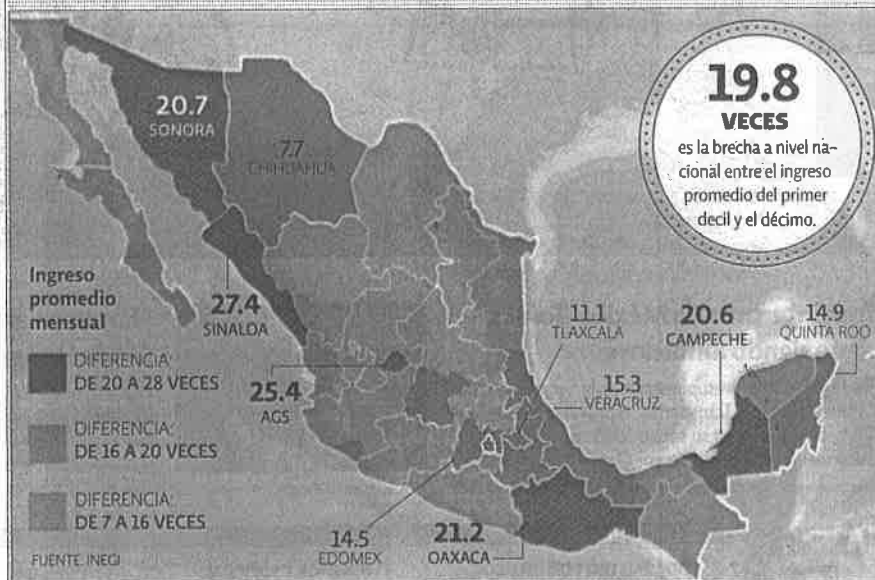 20.7
SONORA
7.7
CHIHUAHUA
19.8
VECES
es la brecha a nivel na-
cional entre el ingreso
promedio del primer
decil y el décimo.
Ingreso
promedio
mensual
DIFERENCIA:
DE 20 A 28 VECES
DIFERENCIA:
DE 16 A 20 VECES
DIFERENCIA:
DE 7 A 16 VECES
FUENTE: INEGI
27.4
SINALOA
25.4
AGS
11.1
TLAXCALA
20.6
CAMPECHE
14.9
QUINTA ROO
15.3
VERACRUZ
14.5
EDOMEX
21.2
OAXACA